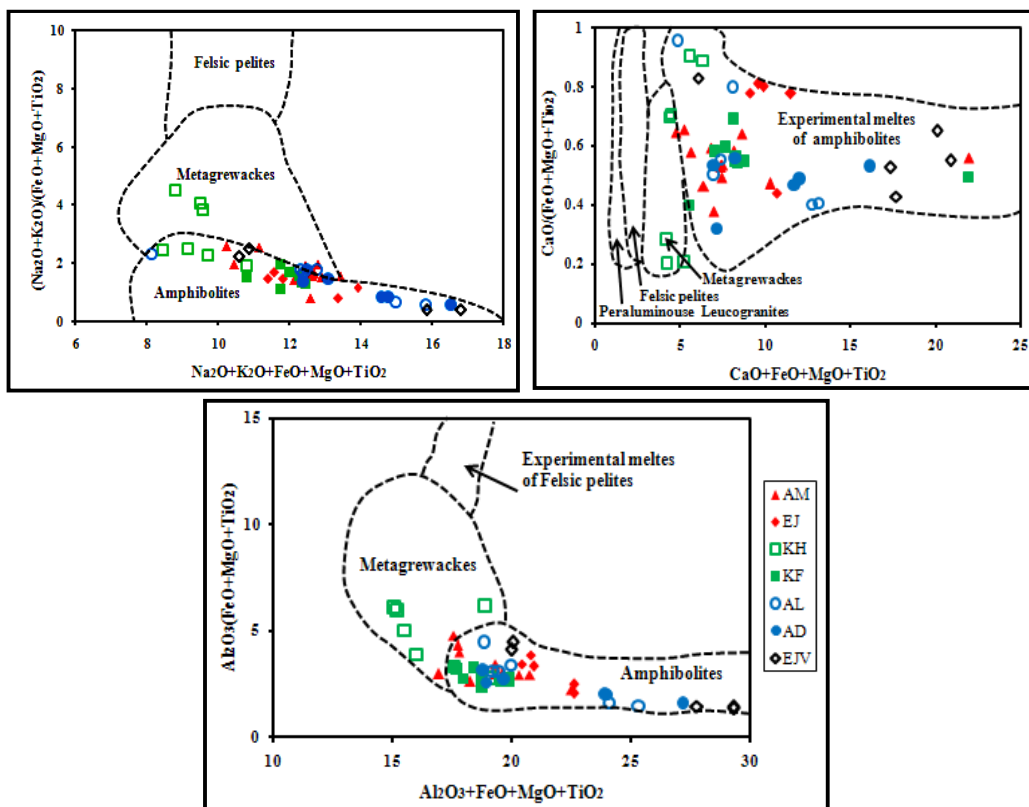 10
8
6
4
2
0
6
8
10
12
14
16
18
(Na2O+K2O)/(FeO+MgO+TiO2)
Felsic pelites
Metagrewackes
Amphibolites
Na2O+K2O+FeO+MgO+TiO2
1
0.8
0.6
0.4
0.2
0
0
5
10
15
20
25
CaO/(FeO+MgO+Tio2)
Experimental meltes
of amphibolites
Metagrewackes
Felsic pelites
Peraluminouse Leucogranites
CaO+FeO+MgO+TiO2
15
10
5
0
10
15
20
25
30
Al2O3(FeO+MgO+TiO2)
Experimental meltes
of Felsic pelites
Metagrewackes
Amphibolites
Al2O3+FeO+MgO+TiO2
AM
EJ
KH
KF
AL
AD
EJV